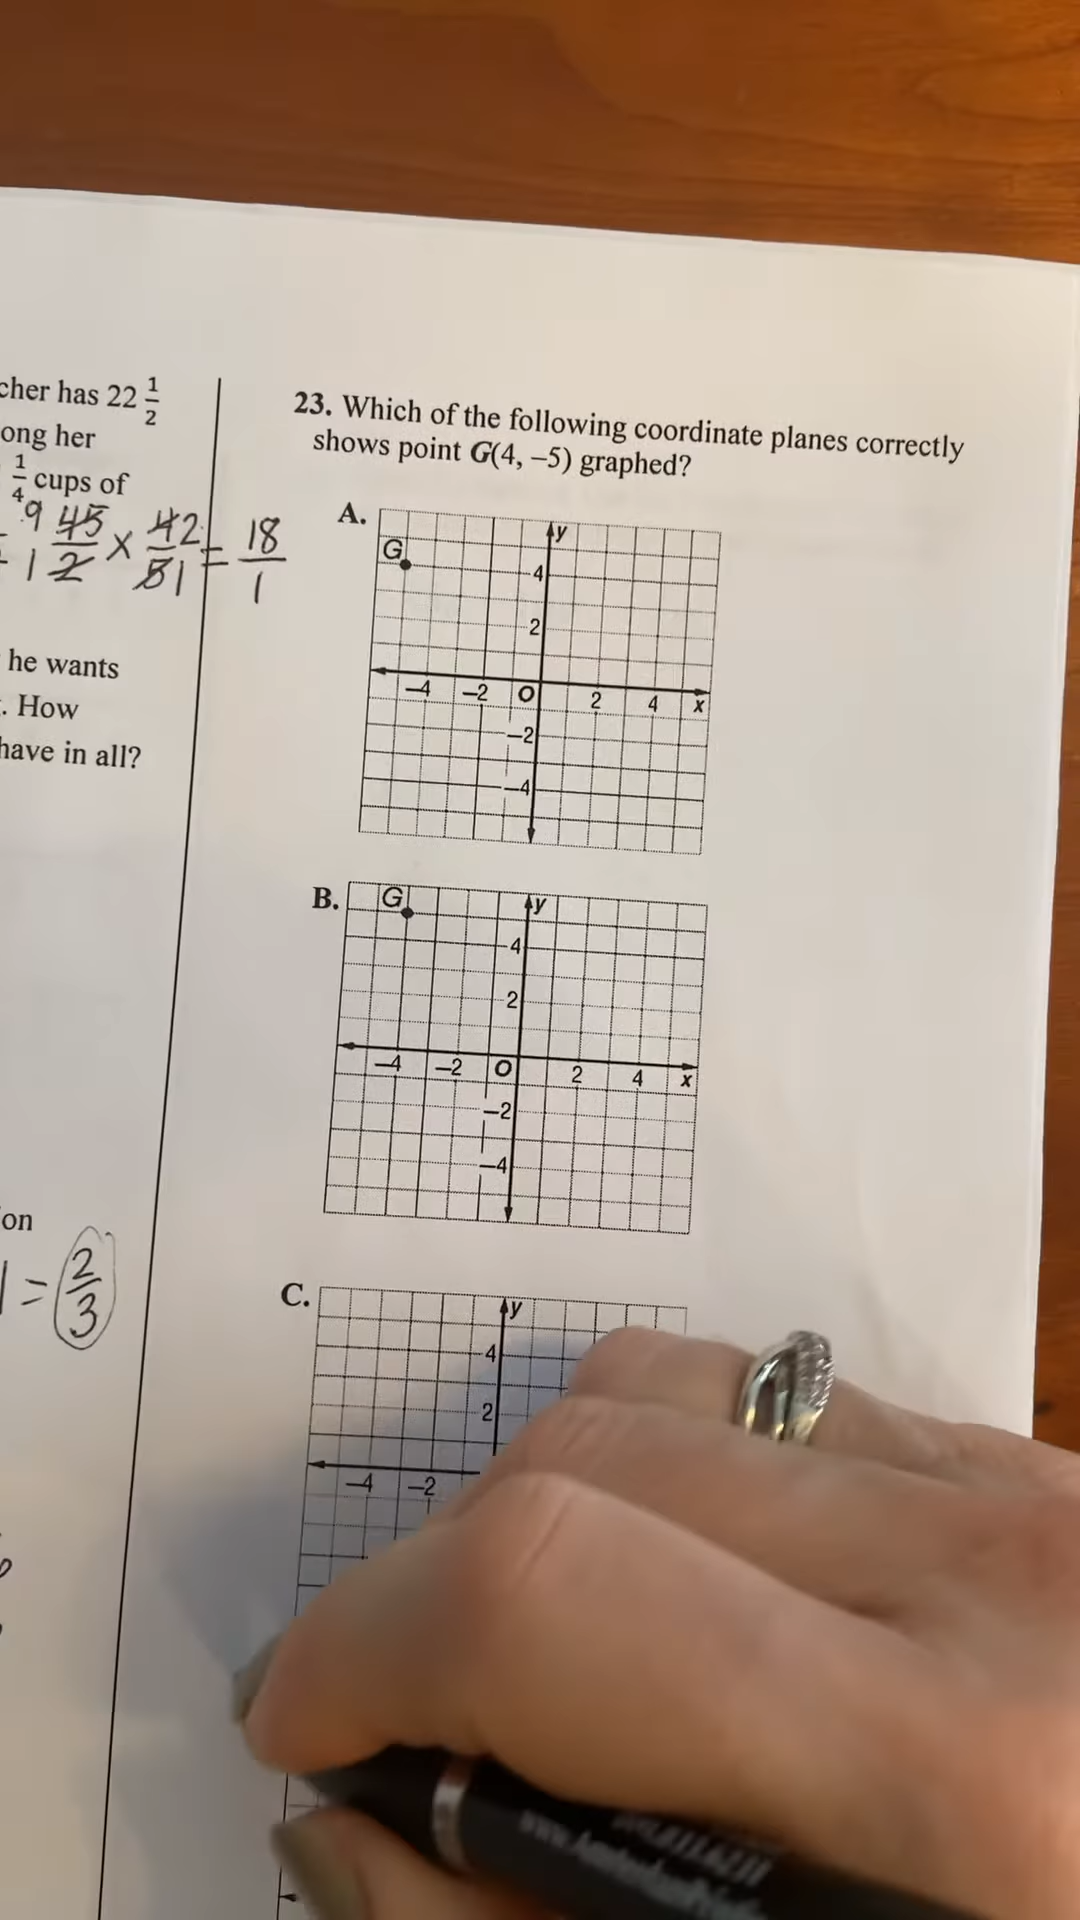 cher has 22 1/2
ong her
1/4 cups of
9 45/2 × 42/51 = 18/1
1
he wants
. How
have in all?
on
1 = 2/3
23. Which of the following coordinate planes correctly
shows point G(4, –5) graphed?
A.
G
y
4
2
–4 –2 O 2 4 x
–2
–4
B.
G
y
4
2
–4 –2 O 2 4 x
–2
–4
C.
y
4
2
–4 –2